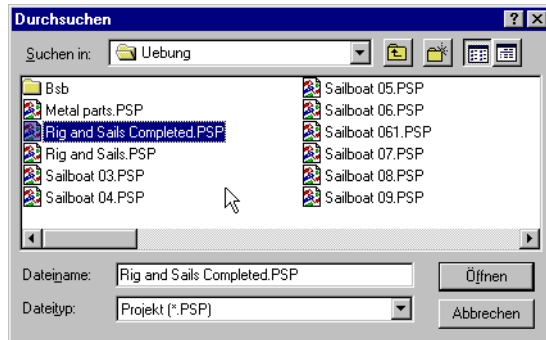 Durchsuchen
Suchen in: Uebung
Bsb
Metal parts.PSP
Rig and Sails Completed.PSP
Rig and Sails.PSP
Sailboat 03.PSP
Sailboat 04.PSP
Sailboat 05.PSP
Sailboat 06.PSP
Sailboat 061.PSP
Sailboat 07.PSP
Sailboat 08.PSP
Sailboat 09.PSP
Dateiname: Rig and Sails Completed.PSP Öffnen
Dateityp: Projekt (*.PSP) Abbrechen